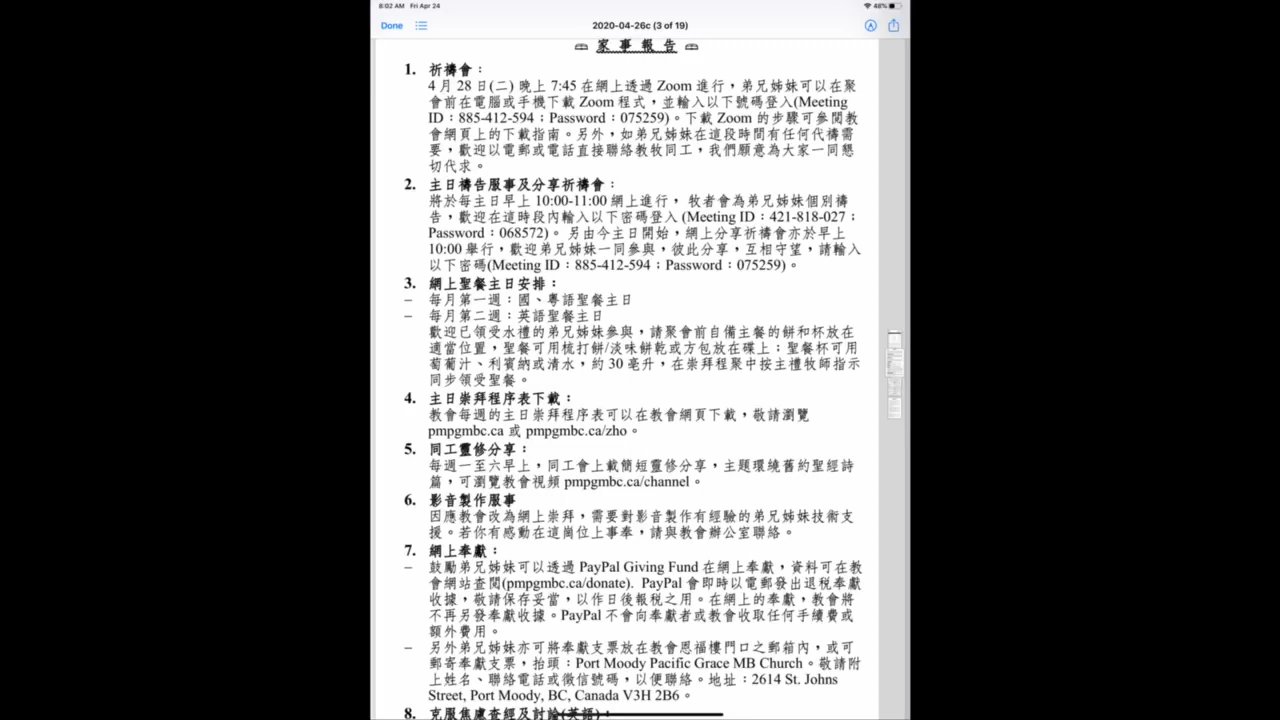 8:02 AM Fri Apr 24
48%
Done
2020-04-26c (3 of 19)
家事報告
1. 祈禱會：
4 月 28 日(二) 晚上 7:45 在網上透過 Zoom 進行，弟兄姊妹可以在聚
會前在電腦或手機下載 Zoom 程式，並輸入以下號碼登入(Meeting
ID：885-412-594；Password：075259)。下載 Zoom 的步驟可參閱教
會網頁上的下載指南。另外，如弟兄姊妹在這段時間有任何代禱需
要，歡迎以電郵或電話直接聯絡教牧同工，我們願意為大家一同懇
切代求。
2. 主日禱告服事及分享祈禱會：
將於每主日早上 10:00-11:00 網上進行， 牧者會為弟兄姊妹個別禱
告，歡迎在這時段內輸入以下密碼登入 (Meeting ID：421-818-027；
Password：068572)。 另由今主日開始，網上分享祈禱會亦於早上
10:00 舉行，歡迎弟兄姊妹一同參與，彼此分享，互相守望，請輸入
以下密碼(Meeting ID：885-412-594；Password：075259)。
3. 網上聖餐主日安排：
– 每月第一週：國、粵語聖餐主日
– 每月第二週：英語聖餐主日
歡迎已領受水禮的弟兄姊妹參與，請聚會前自備主餐的餅和杯放在
適當位置，聖餐可用梳打餅/淡味餅乾或方包放在碟上；聖餐杯可用
葡萄汁、利賓納或清水，約 30 毫升，在崇拜程聚中按主禮牧師指示
同步領受聖餐。
4. 主日崇拜程序表下載：
教會每週的主日崇拜程序表可以在教會網頁下載，敬請瀏覽
pmpgmbc.ca 或 pmpgmbc.ca/zho。
5. 同工靈修分享：
每週一至六早上，同工會上載簡短靈修分享，主題環繞舊約聖經詩
篇，可瀏覽教會視頻 pmpgmbc.ca/channel。
6. 影音製作服事
因應教會改為網上崇拜，需要對影音製作有經驗的弟兄姊妹技術支
援。若你有感動在這崗位上事奉，請與教會辦公室聯絡。
7. 網上奉獻：
– 鼓勵弟兄姊妹可以透過 PayPal Giving Fund 在網上奉獻，資料可在教
會網站查閱(pmpgmbc.ca/donate). PayPal 會即時以電郵發出退稅奉獻
收據，敬請保存妥當，以作日後報稅之用。在網上的奉獻，教會將
不再另發奉獻收據。PayPal 不會向奉獻者或教會收取任何手續費或
額外費用。
– 另外弟兄姊妹亦可將奉獻支票放在教會恩福樓門口之郵箱內，或可
郵寄奉獻支票，抬頭：Port Moody Pacific Grace MB Church。敬請附
上姓名、聯絡電話或微信號碼，以便聯絡。地址：2614 St. Johns
Street, Port Moody, BC, Canada V3H 2B6。
8. 克服焦慮查經及討論(英語)：